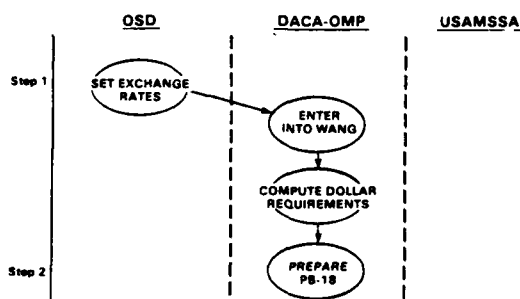 OSD DACA-OMP USAMSSA
Step 1
SET EXCHANGE
RATES
ENTER
INTO WANG
COMPUTE DOLLAR
REQUIREMENTS
Step 2
PREPARE
PB-18